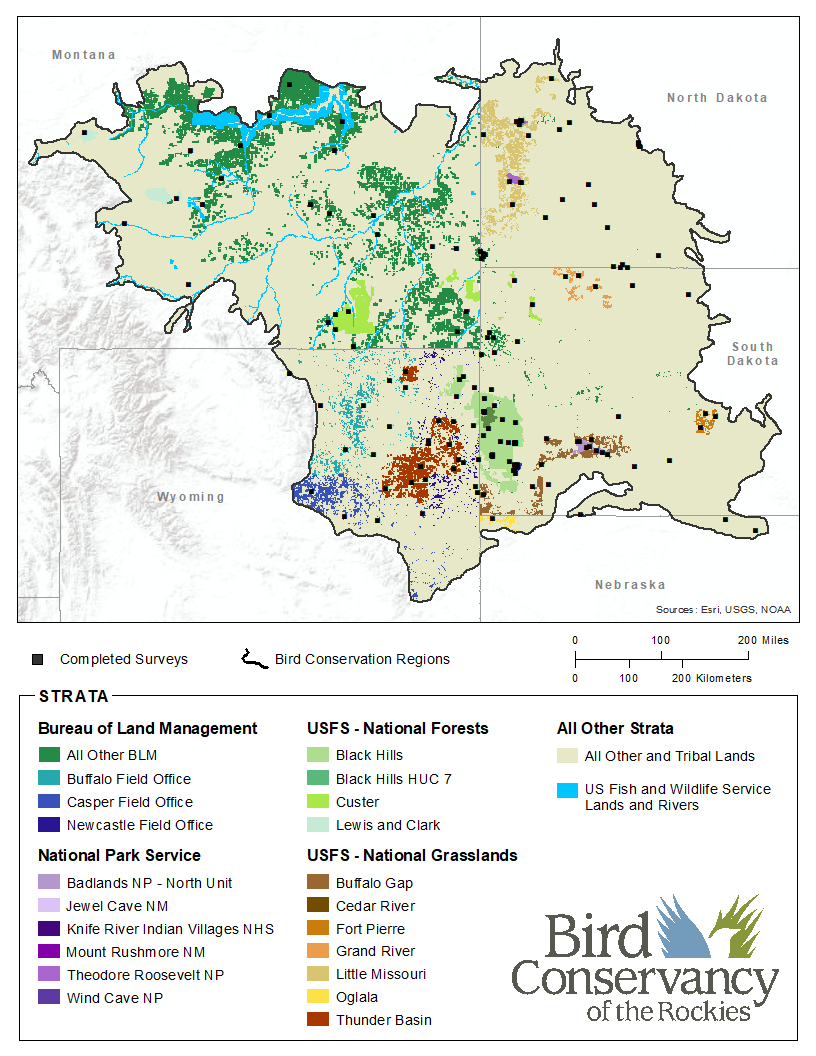 Montana
North Dakota
South
Dakota
Wyoming
Nebraska
Sources: Esri, USGS, NOAA
Completed Surveys
Bird Conservation Regions
0 100 200 Miles
0 100 200 Kilometers
STRATA
Bureau of Land Management
All Other BLM
Buffalo Field Office
Casper Field Office
Newcastle Field Office
National Park Service
Badlands NP - North Unit
Jewel Cave NM
Knife River Indian Villages NHS
Mount Rushmore NM
Theodore Roosevelt NP
Wind Cave NP
USFS - National Forests
Black Hills
Black Hills HUC 7
Custer
Lewis and Clark
USFS - National Grasslands
Buffalo Gap
Cedar River
Fort Pierre
Grand River
Little Missouri
Oglala
Thunder Basin
All Other Strata
All Other and Tribal Lands
US Fish and Wildlife Service
Lands and Rivers
Bird
Conservancy
of the Rockies